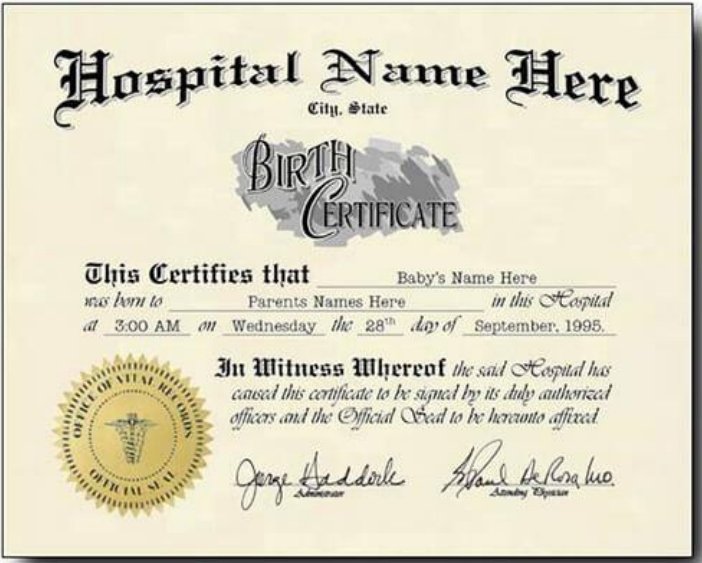 Hospital Name Here
City, State
BIRTH
CERTIFICATE
This Certifies that Baby's Name Here
was born to Parents Names Here in this Hospital
at 3:00 AM on Wednesday the 28th day of September, 1995.
In Witness Whereof the said Hospital has
caused this certificate to be signed by its duly authorized
officers and the Official Seal to be hereunto affixed.
OFFICE OF VITAL RECORDS
OFFICIAL SEAL
Administrator
Attending Physician